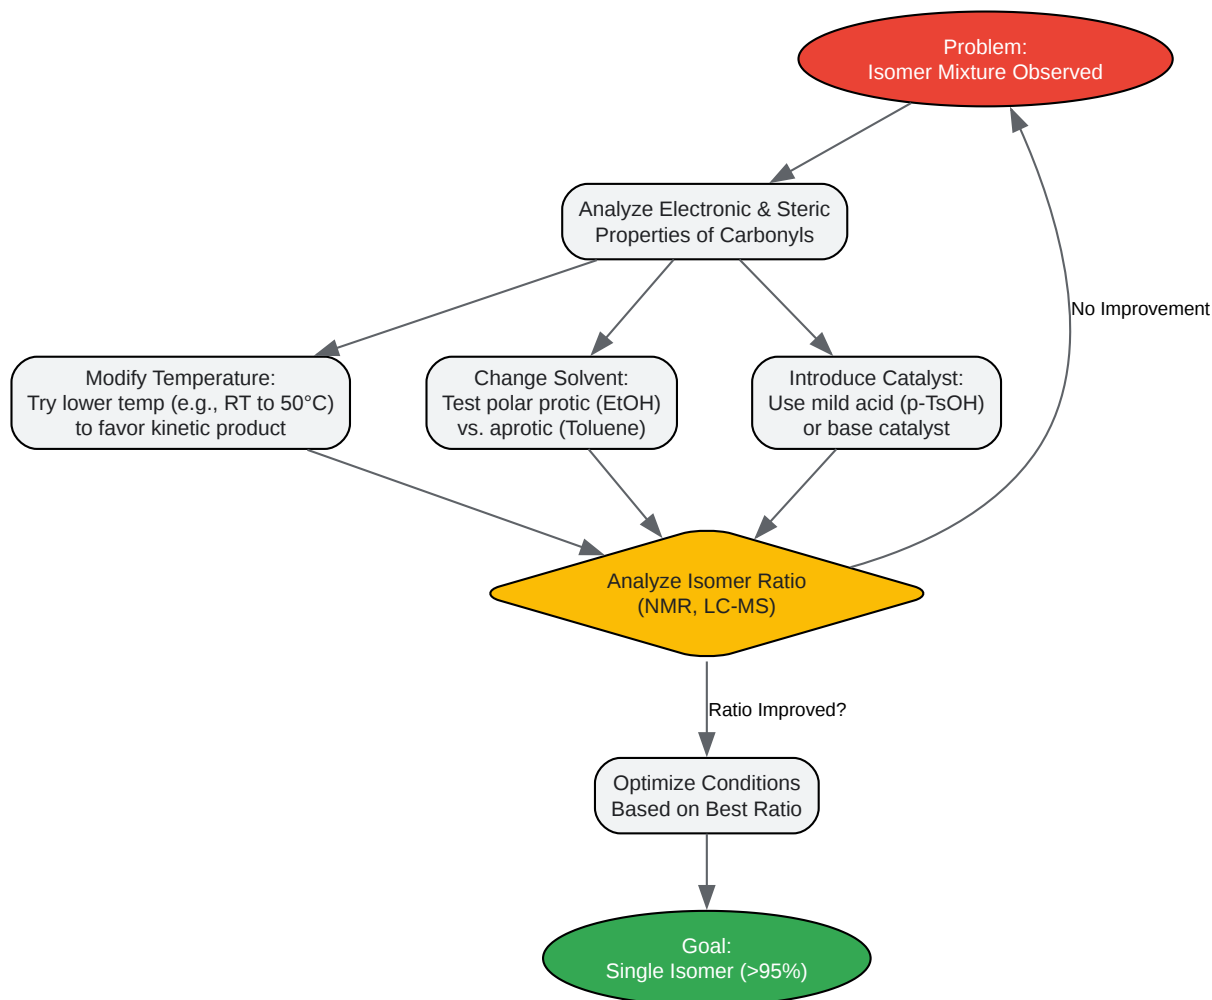 Problem:
Isomer Mixture Observed
Analyze Electronic & Steric
Properties of Carbonyls
No Improvement
Modify Temperature:
Try lower temp (e.g., RT to 50°C)
to favor kinetic product
Change Solvent:
Test polar protic (EtOH)
vs. aprotic (Toluene)
Introduce Catalyst:
Use mild acid (p-TsOH)
or base catalyst
Analyze Isomer Ratio
(NMR, LC-MS)
Ratio Improved?
Optimize Conditions
Based on Best Ratio
Goal:
Single Isomer (>95%)